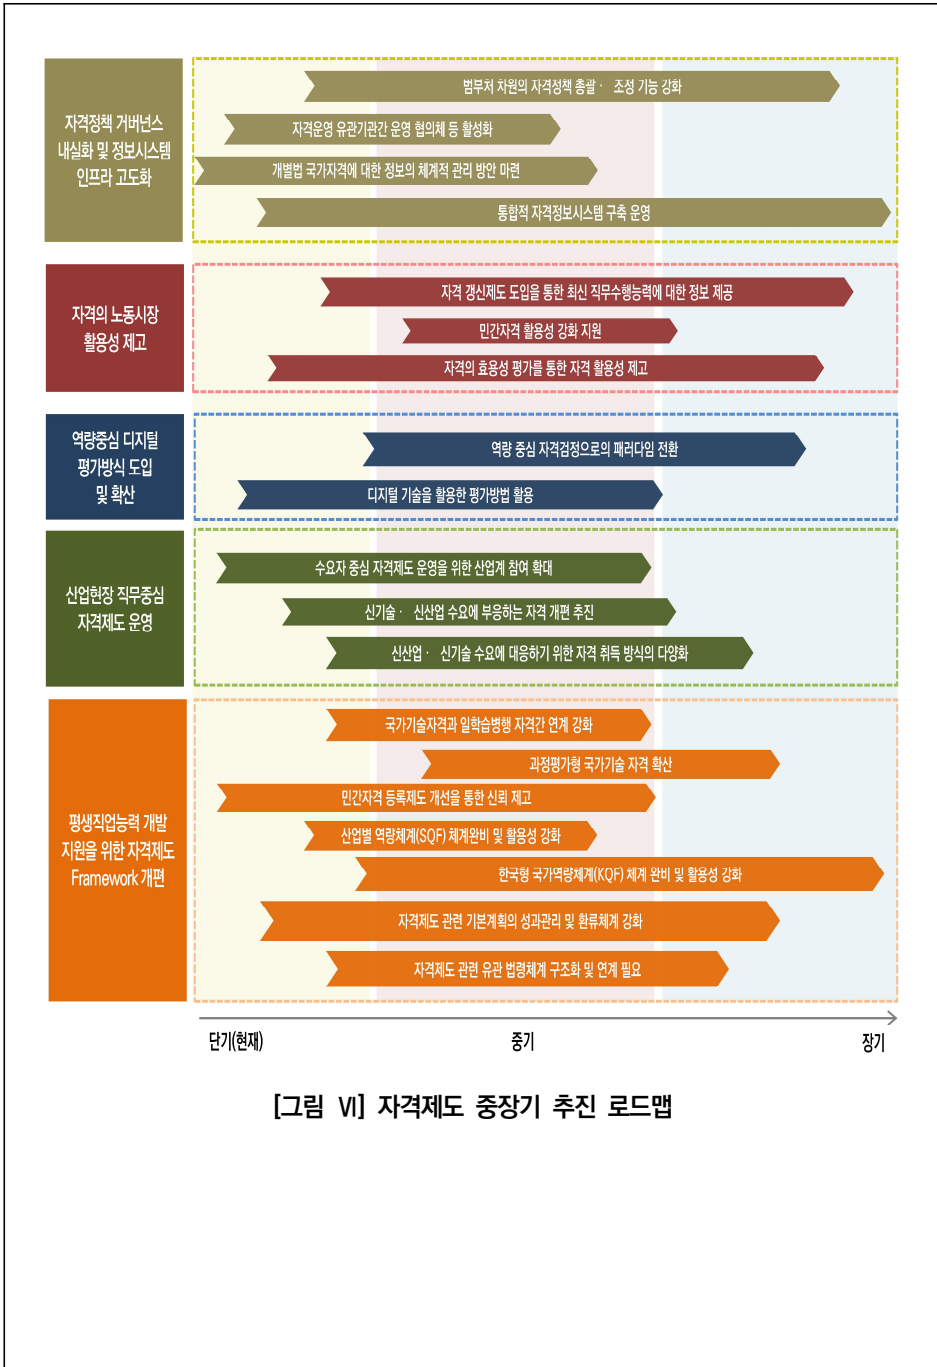 자격정책 거버넌스
내실화 및 정보시스템
인프라 고도화
범부처 차원의 자격정책 총괄· 조정 기능 강화
자격운영 유관기관간 운영 협의체 등 활성화
개별법 국가자격에 대한 정보의 체계적 관리 방안 마련
통합적 자격정보시스템 구축 운영
자격의 노동시장
활용성 제고
자격 갱신제도 도입을 통한 최신 직무수행능력에 대한 정보 제공
민간자격 활용성 강화 지원
자격의 효용성 평가를 통한 자격 활용성 제고
역량중심 디지털
평가방식 도입
및 확산
역량 중심 자격검정으로의 패러다임 전환
디지털 기술을 활용한 평가방법 활용
산업현장 직무중심
자격제도 운영
수요자 중심 자격제도 운영을 위한 산업계 참여 확대
신기술· 신산업 수요에 부응하는 자격 개편 추진
신산업· 신기술 수요에 대응하기 위한 자격 취득 방식의 다양화
평생직업능력 개발
지원을 위한 자격제도
Framework 개편
국가기술자격과 일학습병행 자격간 연계 강화
과정평가형 국가기술 자격 확산
민간자격 등록제도 개선을 통한 신뢰 제고
산업별 역량체계(SQF) 체계완비 및 활용성 강화
한국형 국가역량체계(KQF) 체계 완비 및 활용성 강화
자격제도 관련 기본계획의 성과관리 및 환류체계 강화
자격제도 관련 유관 법령체계 구조화 및 연계 필요
단기(현재)
중기
장기
[그림 Ⅵ] 자격제도 중장기 추진 로드맵